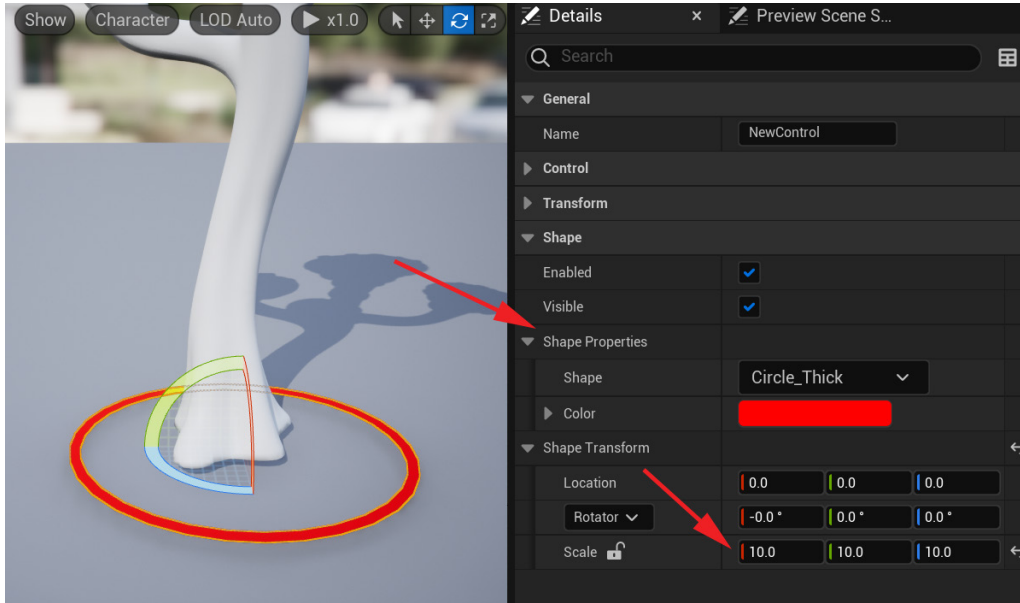 Show Character LOD Auto x1.0
Details × Preview Scene S...
Search
General
Name NewControl
Control
Transform
Shape
Enabled
Visible
Shape Properties
Shape Circle_Thick
Color
Shape Transform
Location 0.0 0.0 0.0
Rotator -0.0 ° 0.0 ° 0.0 °
Scale 10.0 10.0 10.0